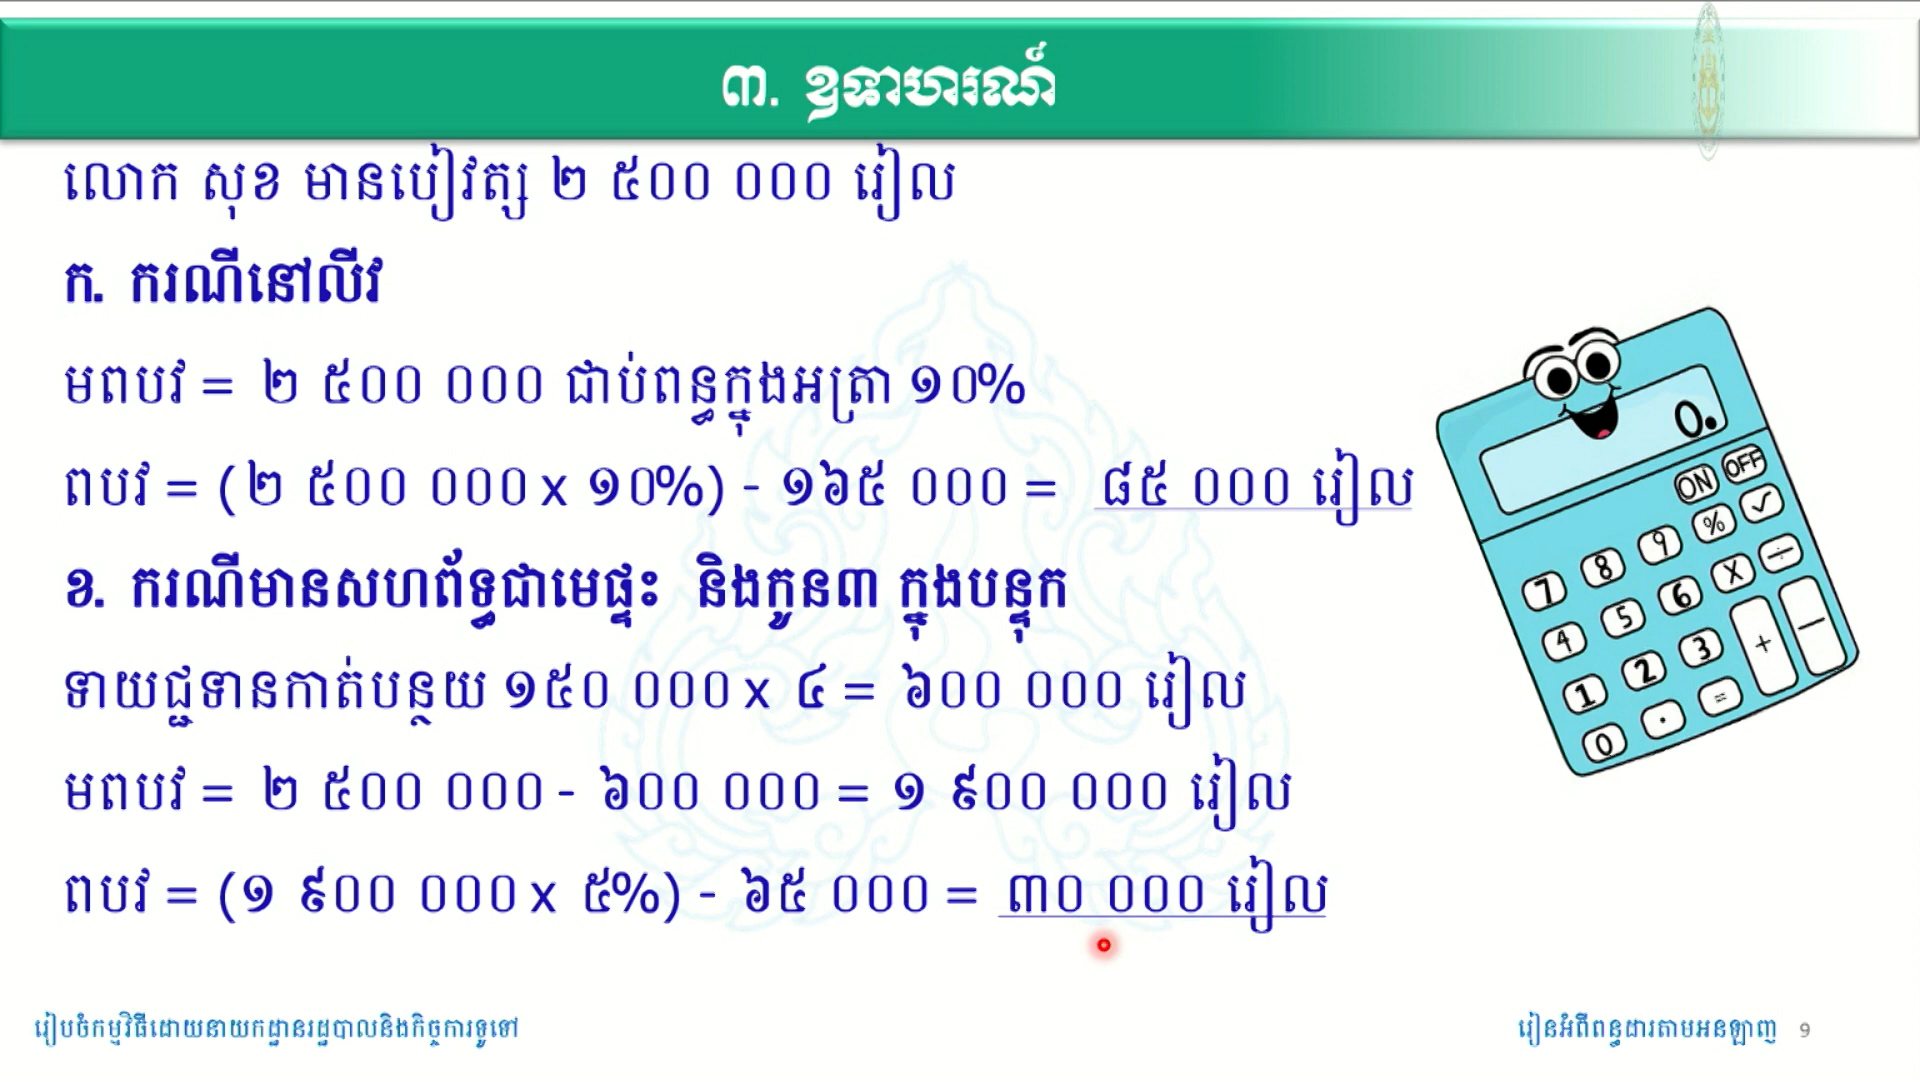 ៣. ឧទាហរណ៍
លោក សុខ មានបៀវត្ស ២ ៥០០ ០០០ រៀល
ក. ករណីនៅលីវ
មពបវ = ២ ៥០០ ០០០ ជាប់ពន្ធក្នុងអត្រា ១០%
ពបវ = (២ ៥០០ ០០០ x ១០%) - ១៦៥ ០០០ = ៨៥ ០០០ រៀល
ខ. ករណីមានសហព័ទ្ធជាមេផ្ទះ និងកូន៣ ក្នុងបន្ទុក
ទាយជ្ជទានកាត់បន្ថយ ១៥០ ០០០ x ៤ = ៦០០ ០០០ រៀល
មពបវ = ២ ៥០០ ០០០ - ៦០០ ០០០ = ១ ៩០០ ០០០ រៀល
ពបវ = (១ ៩០០ ០០០ x ៥%) - ៦៥ ០០០ = ៣០ ០០០ រៀល
0.
ON OFF
7 8 9 % √
4 5 6 X ÷
1 2 3 + −
0 . =
រៀបចំកម្មវិធីដោយនាយកដ្ឋានរដ្ឋបាលនិងកិច្ចការទូទៅ
រៀនអំពីពន្ធដារតាមអនឡាញ 9